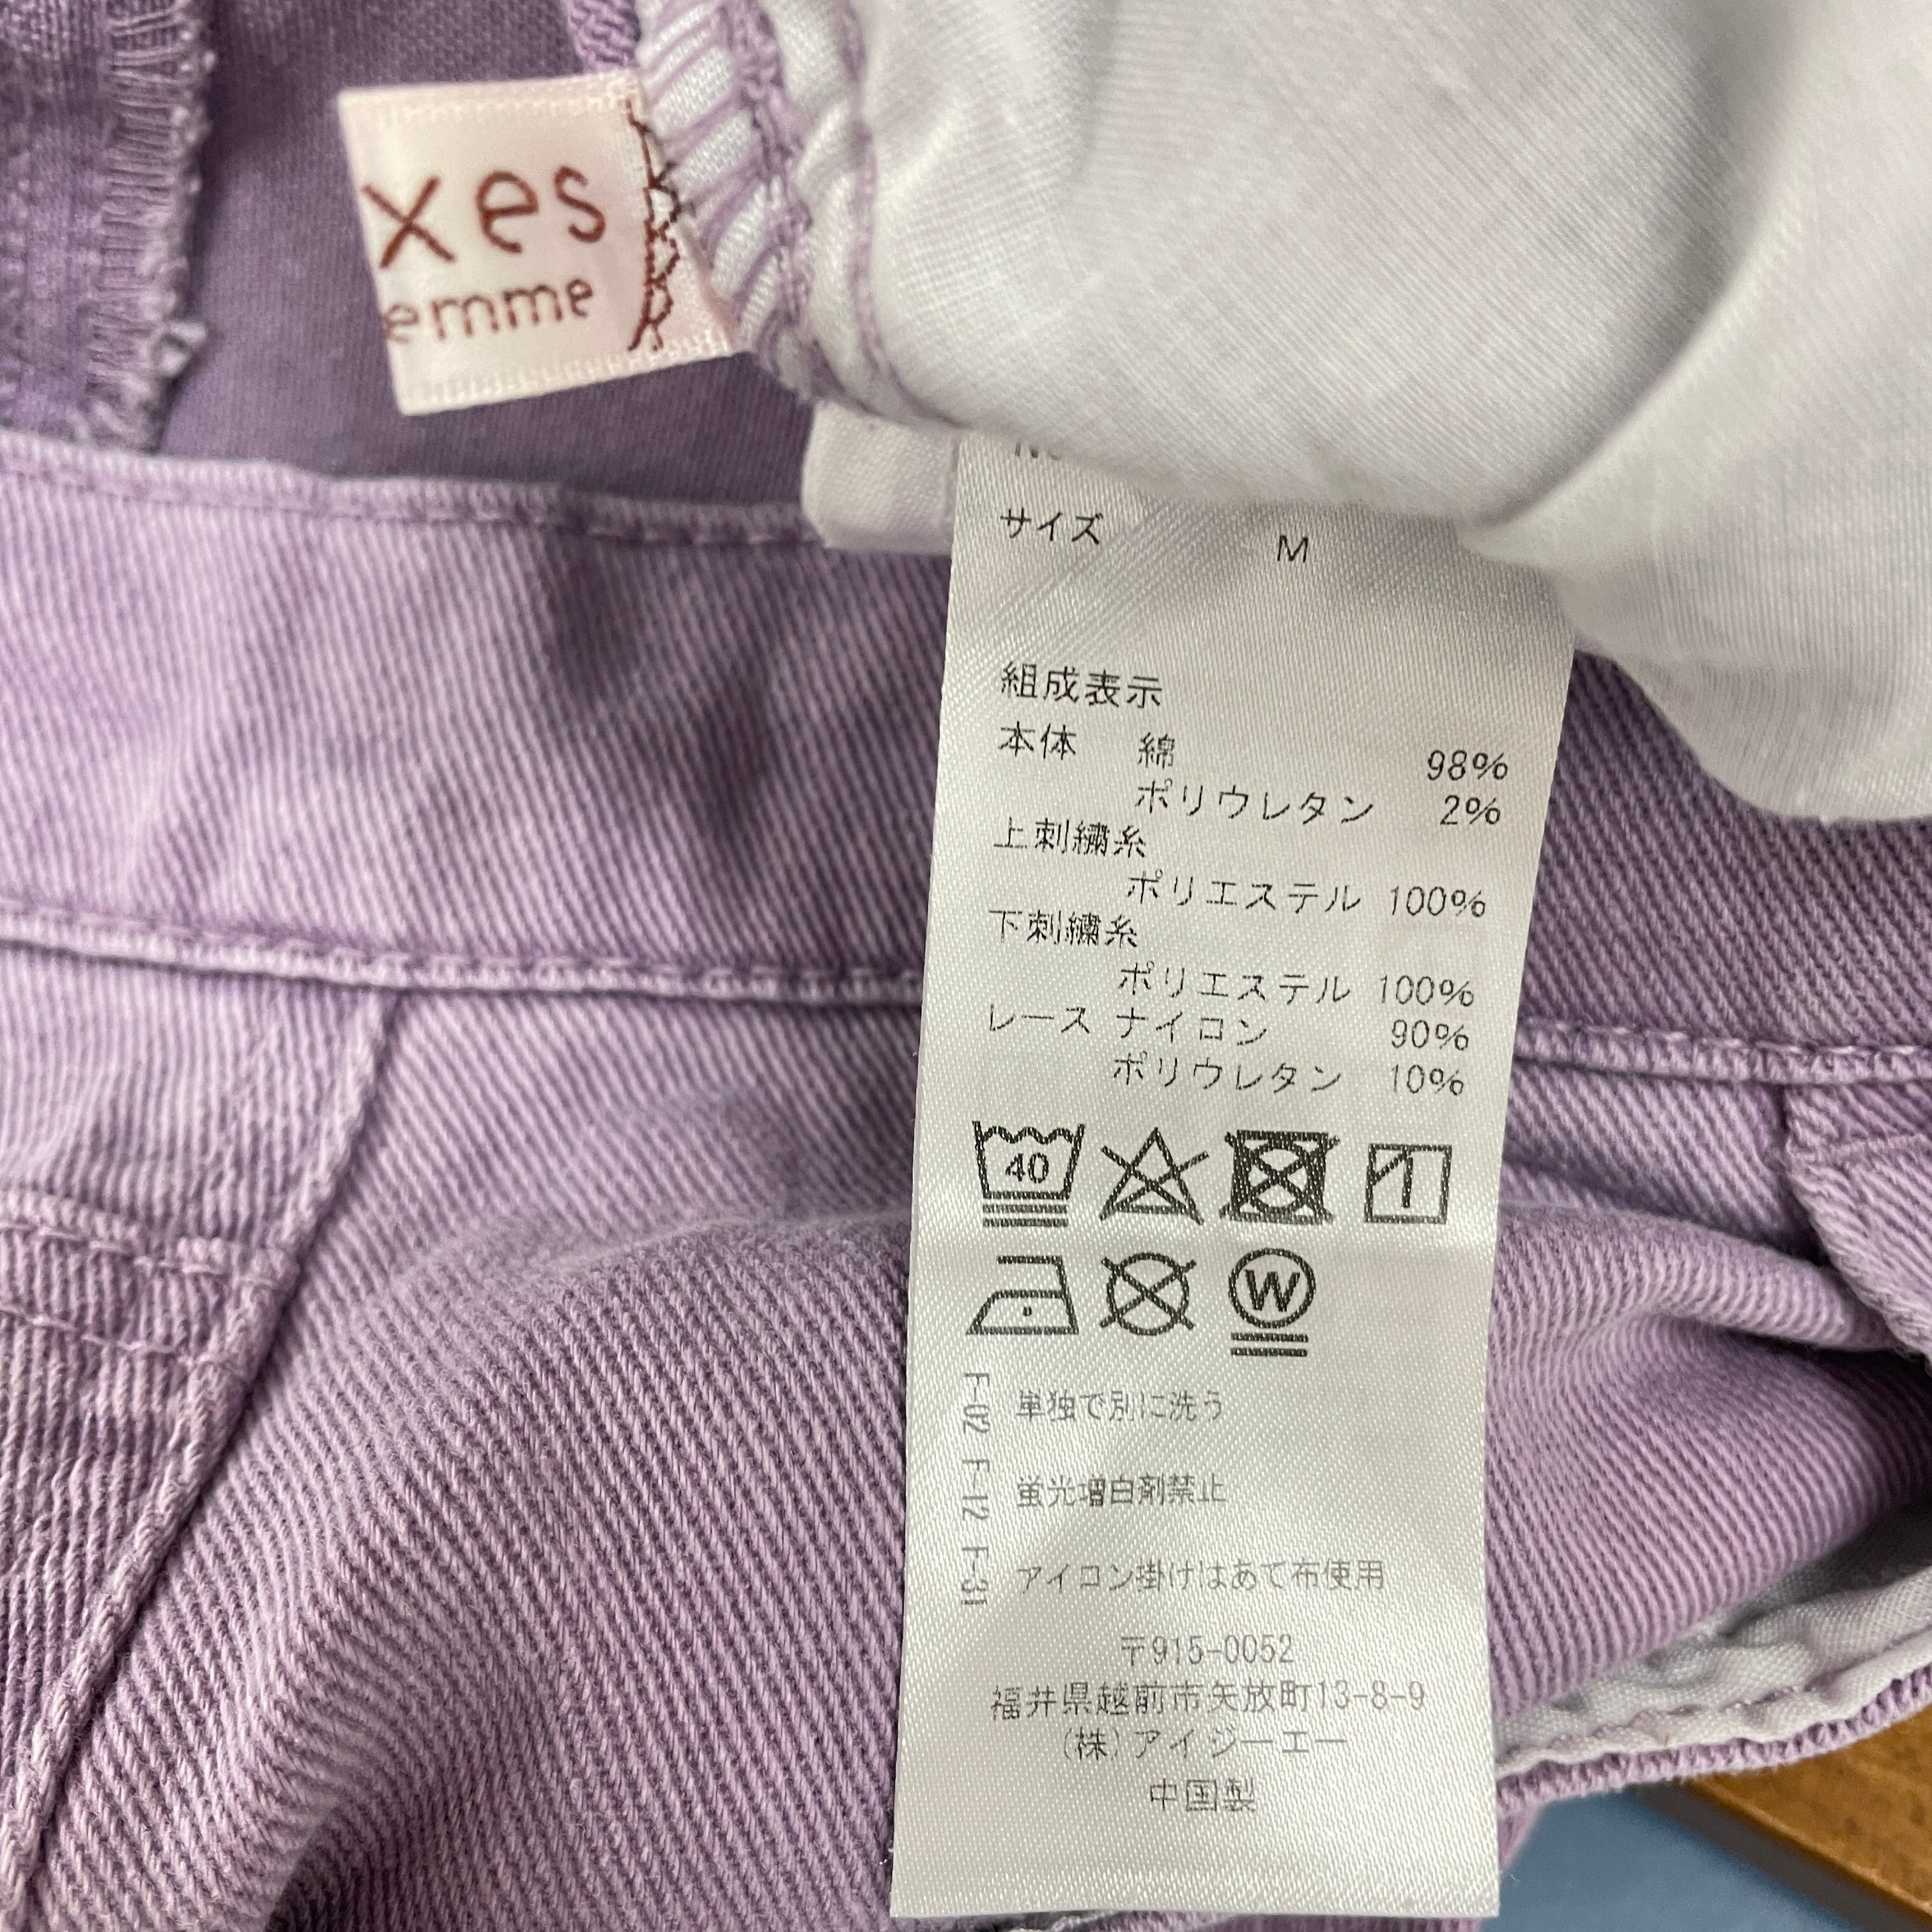 xes
emme
サイズ M
組成表示
本体 綿 98%
ポリウレタン 2%
上刺繍糸
ポリエステル 100%
下刺繍糸
ポリエステル 100%
レース ナイロン 90%
ポリウレタン 10%
40
W
F-02 F-12 F-31
単独で別に洗う
蛍光増白剤禁止
アイロン掛けはあて布使用
〒915-0052
福井県越前市矢放町13-8-9
(株)アイジーエー
中国製